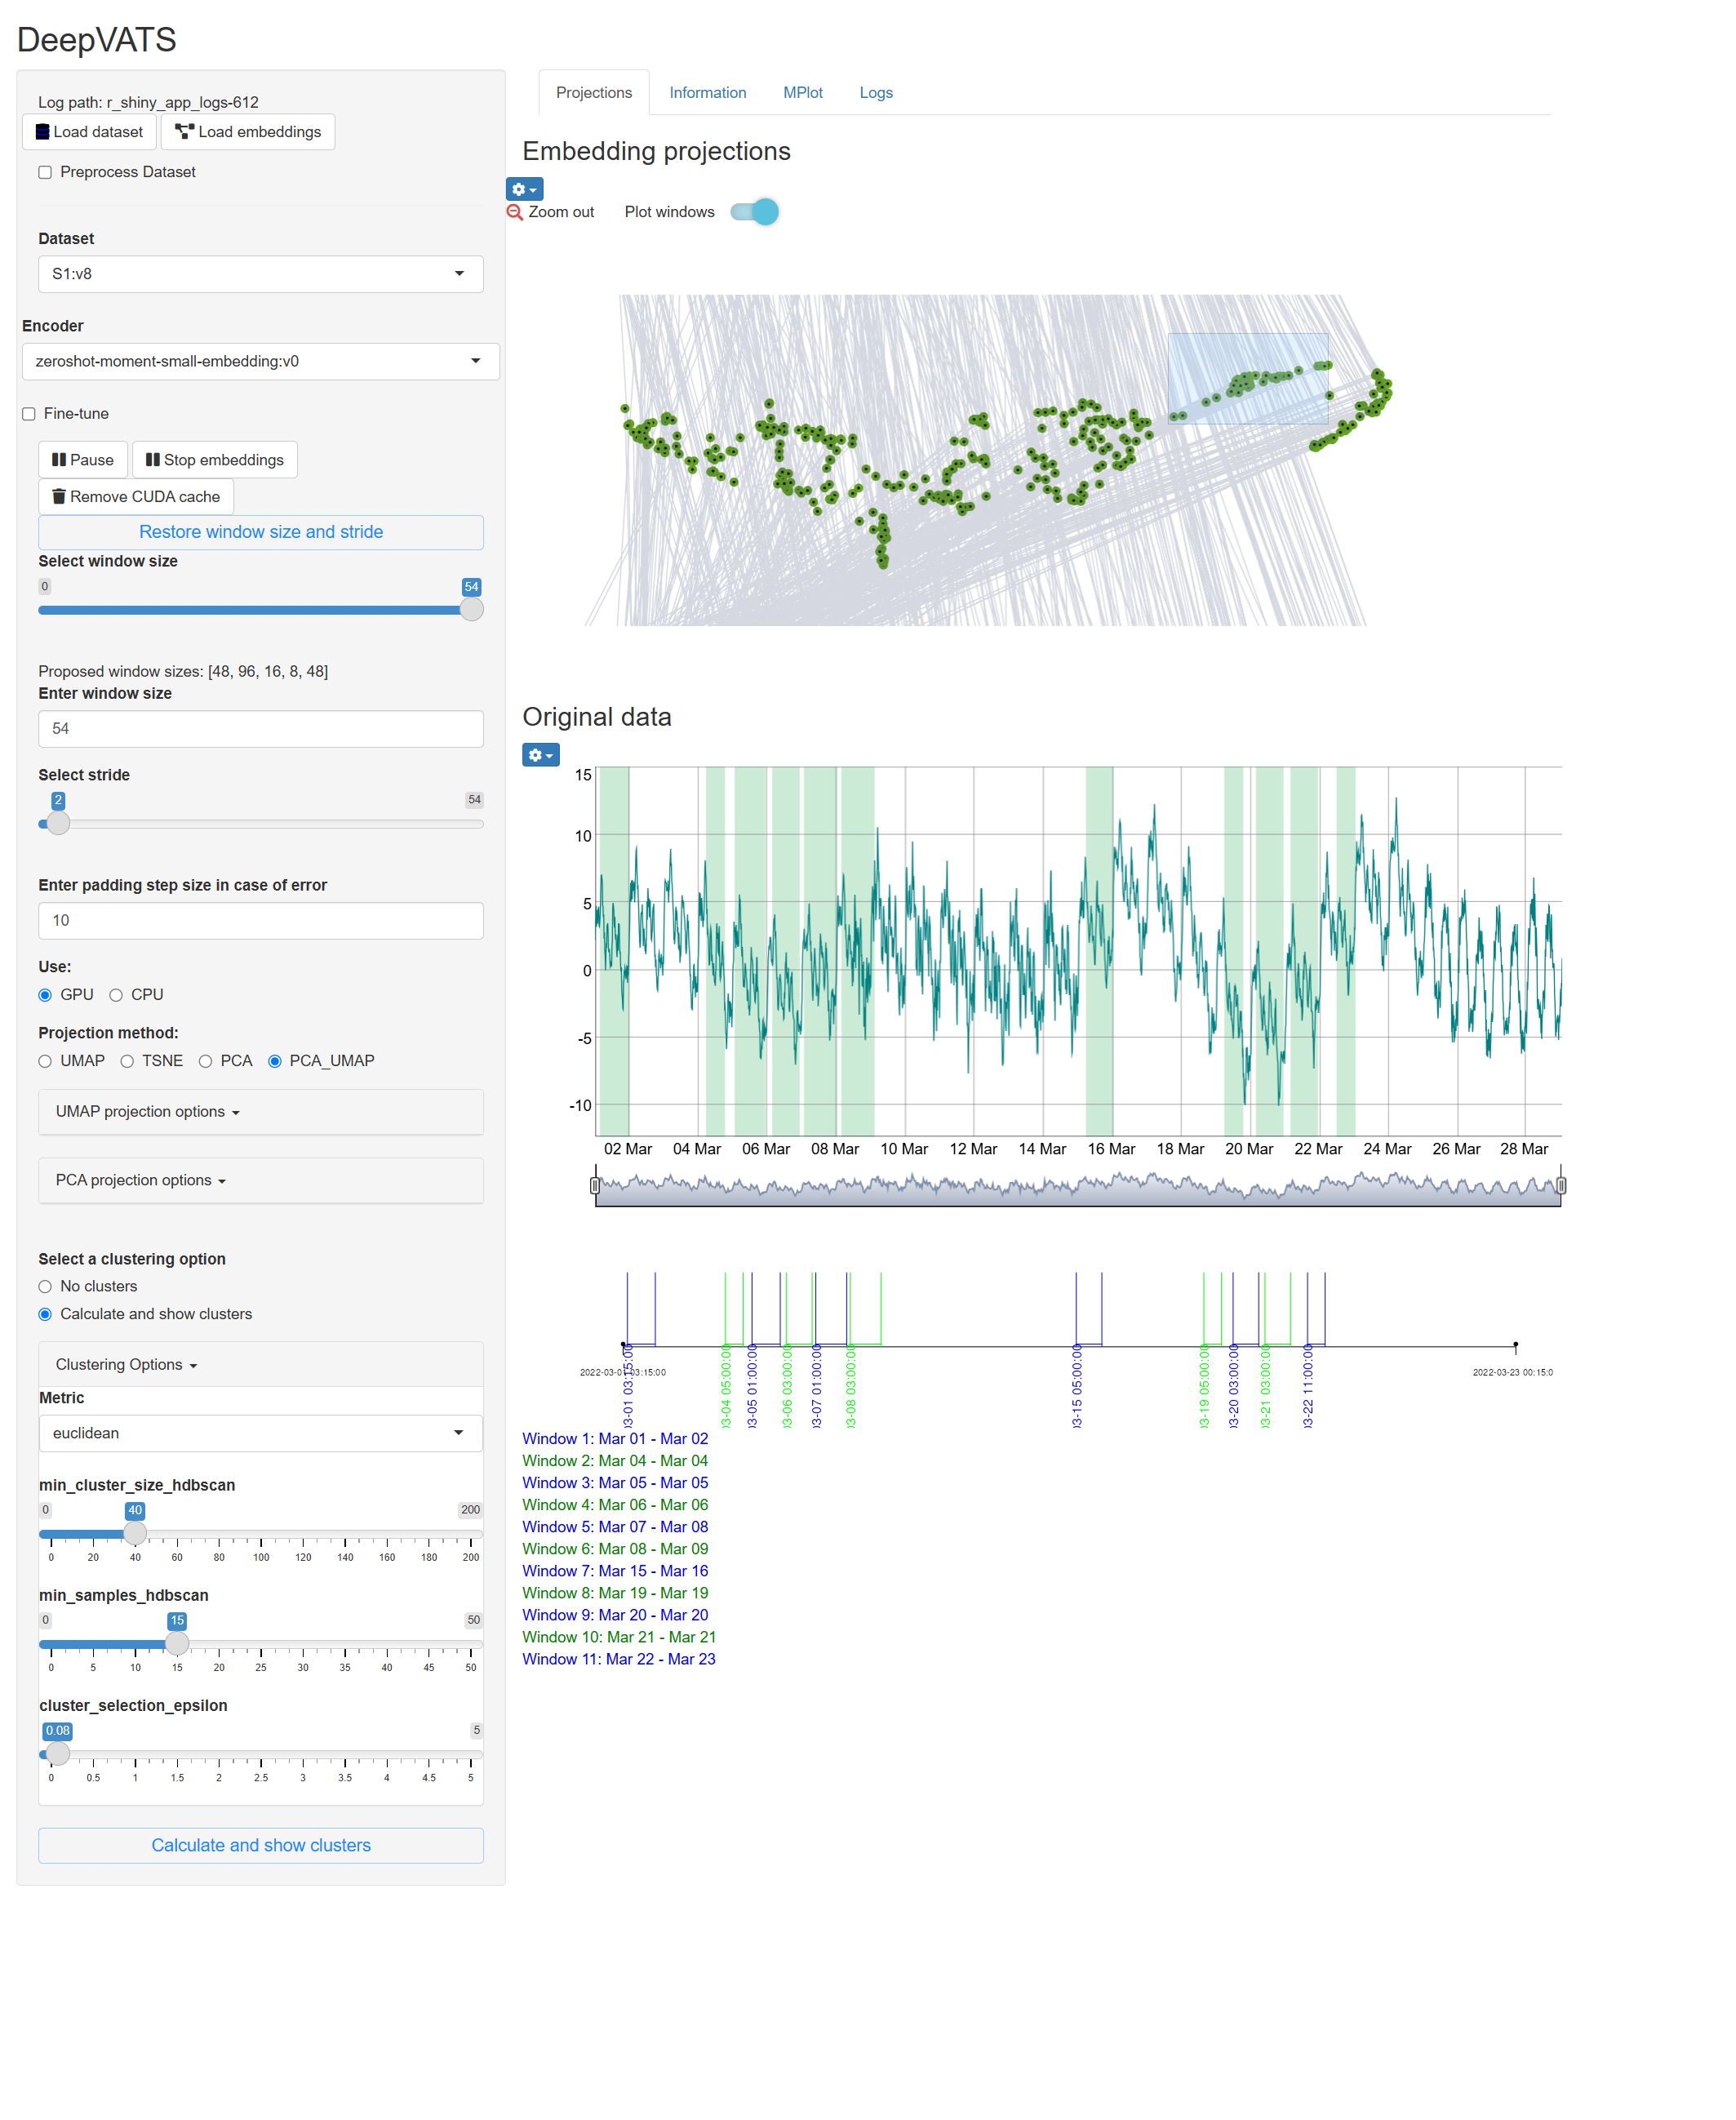 DeepVATS
Log path: r_shiny_app_logs-612
Load dataset
Load embeddings
Preprocess Dataset
Dataset
S1:v8
Encoder
zeroshot-moment-small-embedding:v0
Fine-tune
Pause
Stop embeddings
Remove CUDA cache
Restore window size and stride
Select window size
0
54
Proposed window sizes: [48, 96, 16, 8, 48]
Enter window size
54
Select stride
2
54
Enter padding step size in case of error
10
Use:
GPU CPU
Projection method:
UMAP TSNE PCA PCA_UMAP
UMAP projection options
PCA projection options
Select a clustering option
No clusters
Calculate and show clusters
Clustering Options
Metric
euclidean
min_cluster_size_hdbscan
0 40 200
0 20 40 60 80 100 120 140 160 180 200
min_samples_hdbscan
0 15 50
0 5 10 15 20 25 30 35 40 45 50
cluster_selection_epsilon
0.08 5
0 0.5 1 1.5 2 2.5 3 3.5 4 4.5 5
Calculate and show clusters
Projections Information MPlot Logs
Embedding projections
Zoom out Plot windows
Original data
15
10
5
0
-5
-10
02 Mar 04 Mar 06 Mar 08 Mar 10 Mar 12 Mar 14 Mar 16 Mar 18 Mar 20 Mar 22 Mar 24 Mar 26 Mar 28 Mar
2022-03-01 03:15:00
2022-03-23 00:15:0
3-01 03:15:00
3-04 05:00:00
3-05 01:00:00
3-06 03:00:00
3-07 01:00:00
3-08 03:00:00
3-15 05:00:00
3-19 05:00:00
3-20 03:00:00
3-21 03:00:00
3-22 11:00:00
Window 1: Mar 01 - Mar 02
Window 2: Mar 04 - Mar 04
Window 3: Mar 05 - Mar 05
Window 4: Mar 06 - Mar 06
Window 5: Mar 07 - Mar 08
Window 6: Mar 08 - Mar 09
Window 7: Mar 15 - Mar 16
Window 8: Mar 19 - Mar 19
Window 9: Mar 20 - Mar 20
Window 10: Mar 21 - Mar 21
Window 11: Mar 22 - Mar 23